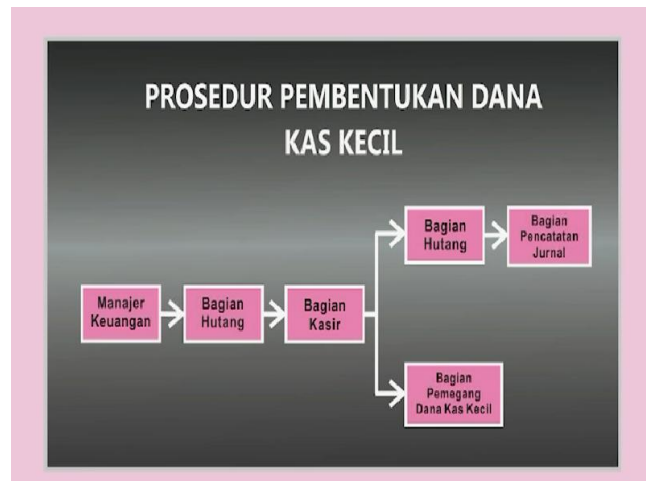 PROSEDUR PEMBENTUKAN DANA
KAS KECIL
Manajer
Keuangan
Bagian
Hutang
Bagian
Kasir
Bagian
Hutang
Bagian
Pencatatan
Jurnal
Bagian
Pemegang
Dana Kas Kecil